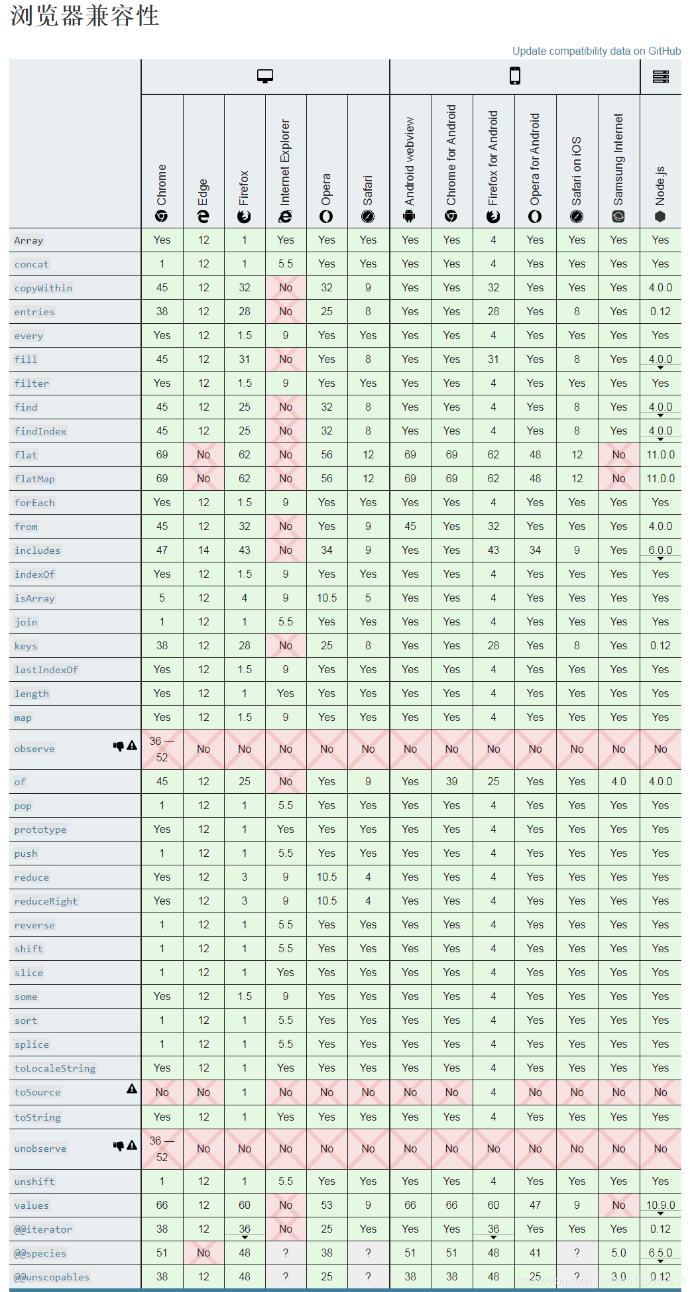 浏览器兼容性
Update compatibility data on GitHub
Chrome Edge Firefox Internet Explorer Opera Safari Android webview Chrome for Android Firefox for Android Opera for Android Safari on iOS Samsung Internet Node.js
Array Yes 12 1 Yes Yes Yes Yes Yes 4 Yes Yes Yes Yes
concat 1 12 1 5.5 Yes Yes Yes Yes 4 Yes Yes Yes Yes
copyWithin 45 12 32 No 32 9 Yes Yes 32 Yes Yes Yes 4.0.0
entries 38 12 28 No 25 8 Yes Yes 28 Yes 8 Yes 0.12
every Yes 12 1.5 9 Yes Yes Yes Yes 4 Yes Yes Yes Yes
fill 45 12 31 No Yes 8 Yes Yes 31 Yes 8 Yes 4.0.0
filter Yes 12 1.5 9 Yes Yes Yes Yes 4 Yes Yes Yes Yes
find 45 12 25 No 32 8 Yes Yes 4 Yes 8 Yes 4.0.0
findIndex 45 12 25 No 32 8 Yes Yes 4 Yes 8 Yes 4.0.0
flat 69 No 62 No 56 12 69 69 62 48 12 No 11.0.0
flatMap 69 No 62 No 56 12 69 69 62 48 12 No 11.0.0
forEach Yes 12 1.5 9 Yes Yes Yes Yes 4 Yes Yes Yes Yes
from 45 12 32 No Yes 9 45 Yes 32 Yes Yes Yes 4.0.0
includes 47 14 43 No 34 9 Yes Yes 43 34 9 Yes 6.0.0
indexOf Yes 12 1.5 9 Yes Yes Yes Yes 4 Yes Yes Yes Yes
isArray 5 12 4 9 10.5 5 Yes Yes 4 Yes Yes Yes Yes
join 1 12 1 5.5 Yes Yes Yes Yes 4 Yes Yes Yes Yes
keys 38 12 28 No 25 8 Yes Yes 28 Yes 8 Yes 0.12
lastIndexOf Yes 12 1.5 9 Yes Yes Yes Yes 4 Yes Yes Yes Yes
length Yes 12 1 Yes Yes Yes Yes Yes 4 Yes Yes Yes Yes
map Yes 12 1.5 9 Yes Yes Yes Yes 4 Yes Yes Yes Yes
observe 36 — 52 No No No No No No No No No No No No
of 45 12 25 No Yes 9 Yes 39 25 Yes Yes 4.0 4.0.0
pop 1 12 1 5.5 Yes Yes Yes Yes 4 Yes Yes Yes Yes
prototype Yes 12 1 Yes Yes Yes Yes Yes 4 Yes Yes Yes Yes
push 1 12 1 5.5 Yes Yes Yes Yes 4 Yes Yes Yes Yes
reduce Yes 12 3 9 10.5 4 Yes Yes 4 Yes Yes Yes Yes
reduceRight Yes 12 3 9 10.5 4 Yes Yes 4 Yes Yes Yes Yes
reverse 1 12 1 5.5 Yes Yes Yes Yes 4 Yes Yes Yes Yes
shift 1 12 1 5.5 Yes Yes Yes Yes 4 Yes Yes Yes Yes
slice 1 12 1 Yes Yes Yes Yes Yes 4 Yes Yes Yes Yes
some Yes 12 1.5 9 Yes Yes Yes Yes 4 Yes Yes Yes Yes
sort 1 12 1 5.5 Yes Yes Yes Yes 4 Yes Yes Yes Yes
splice 1 12 1 5.5 Yes Yes Yes Yes 4 Yes Yes Yes Yes
toLocaleString Yes 12 1 Yes Yes Yes Yes Yes 4 Yes Yes Yes Yes
toSource No No 1 No No No No No 4 No No No No
toString Yes 12 1 Yes Yes Yes Yes Yes 4 Yes Yes Yes Yes
unobserve 36 — 52 No No No No No No No No No No No No
unshift 1 12 1 5.5 Yes Yes Yes Yes 4 Yes Yes Yes Yes
values 66 12 60 No 53 9 66 66 60 47 9 No 10.9.0
@@iterator 38 12 36 No 25 Yes Yes Yes 36 Yes Yes Yes 0.12
@@species 51 No 48 ? 38 ? 51 51 48 41 ? 5.0 6.5.0
@@unscopables 38 12 48 ? 25 ? 38 38 48 25 ? 3.0 0.12